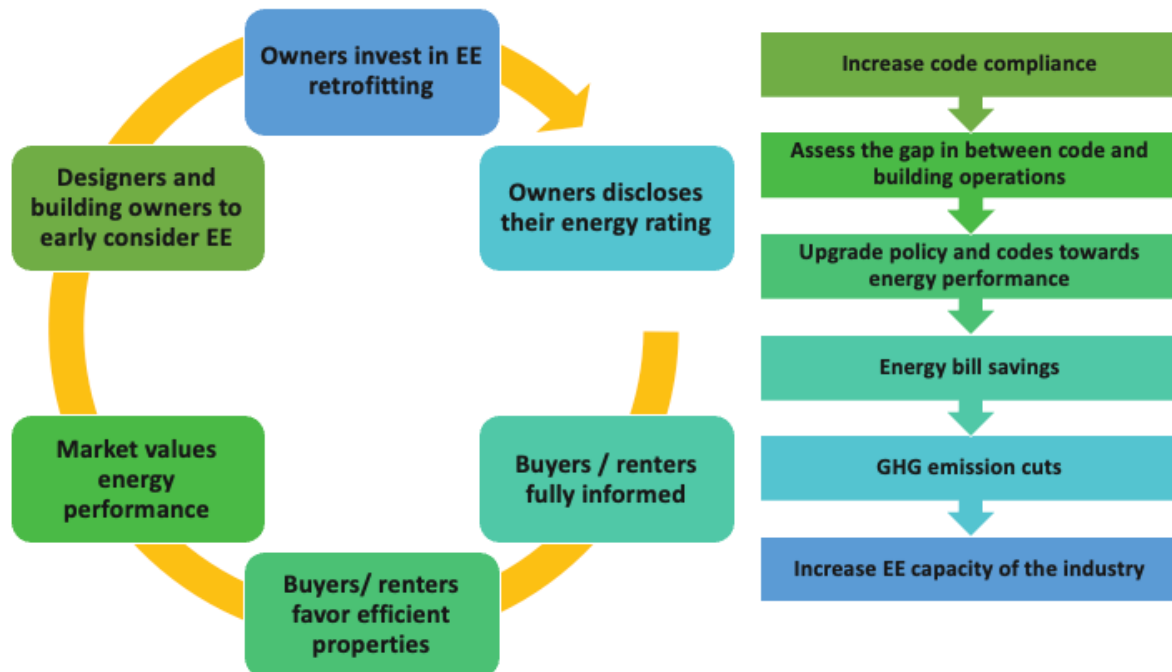 Owners invest in EE
retrofitting
Owners discloses
their energy rating
Buyers / renters
fully informed
Buyers/ renters
favor efficient
properties
Market values
energy
performance
Designers and
building owners to
early consider EE
Increase code compliance
Assess the gap in between code and
building operations
Upgrade policy and codes towards
energy performance
Energy bill savings
GHG emission cuts
Increase EE capacity of the industry